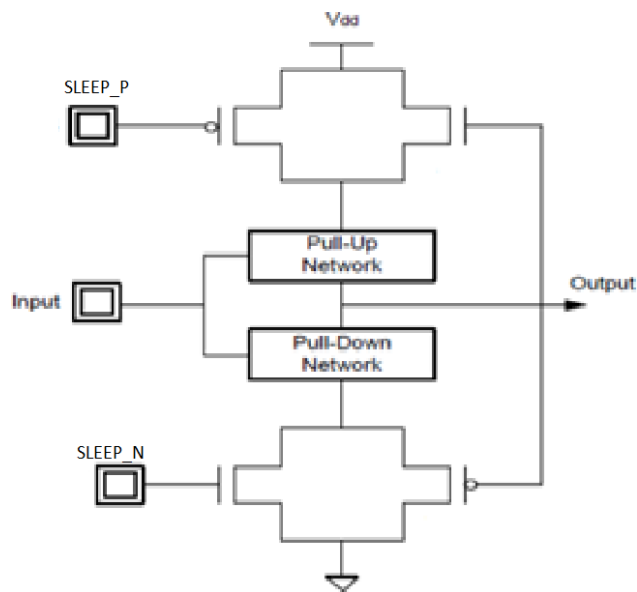 Vdd
SLEEP_P
Pull-Up
Network
Input
Output
Pull-Down
Network
SLEEP_N